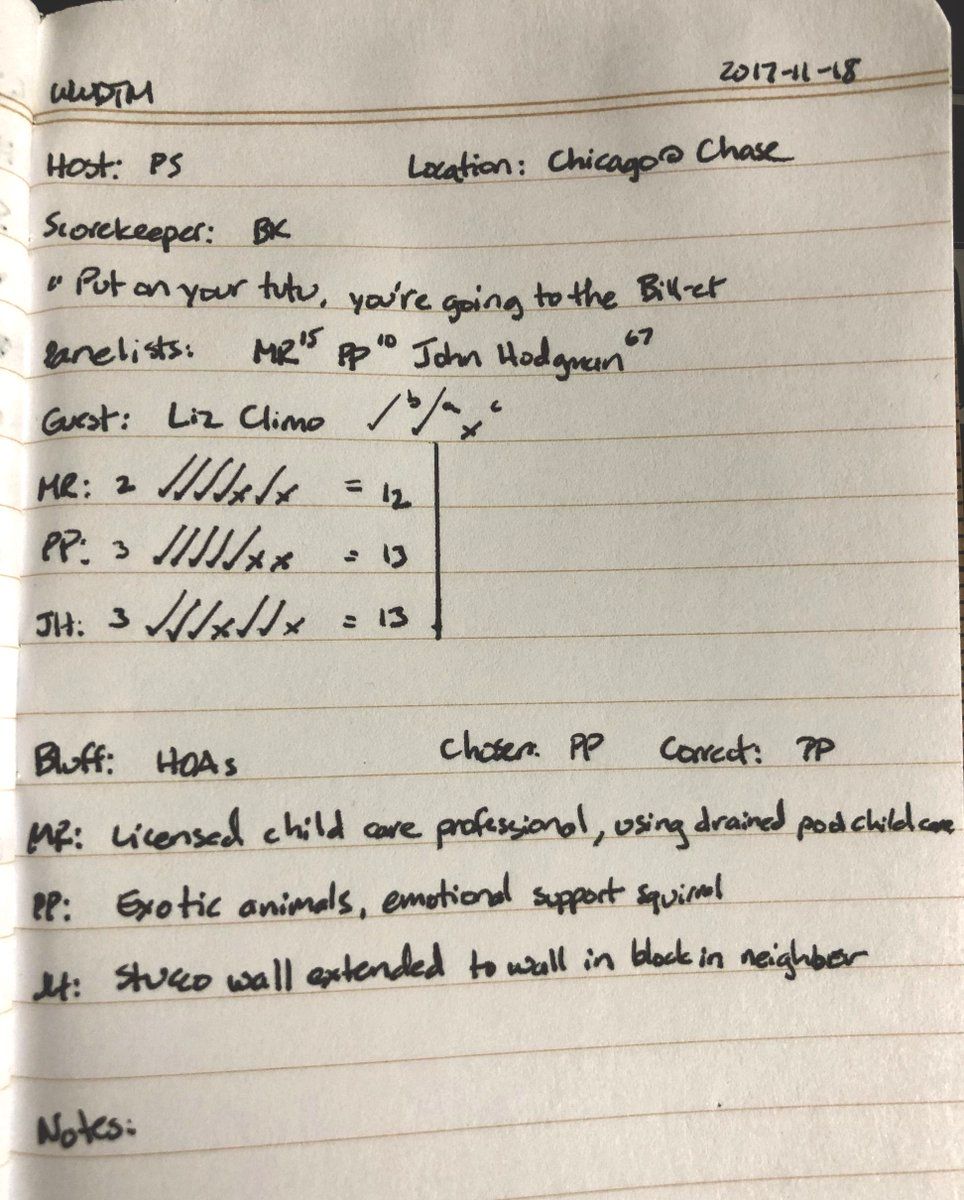 WWDTM 2017-11-18
Host: PS Location: Chicago @ Chase
Scorekeeper: BK
" Put on your tutu, you're going to the Bill-et
Panelists: MR 15 PP 10 John Hodgman 67
Guest: Liz Climo ✓ b ✓ a x c
MR: 2 ✓✓✓✓x✓x = 12
PP: 3 ✓✓✓✓✓xx = 13
JH: 3 ✓✓✓x✓✓x = 13
Bluff: HOAs Chosen: PP Correct: PP
MR: Licensed child care professional, using drained pool child care
PP: Exotic animals, emotional support squirrel
JH: Stucco wall extended to wall in block in neighbor
Notes: